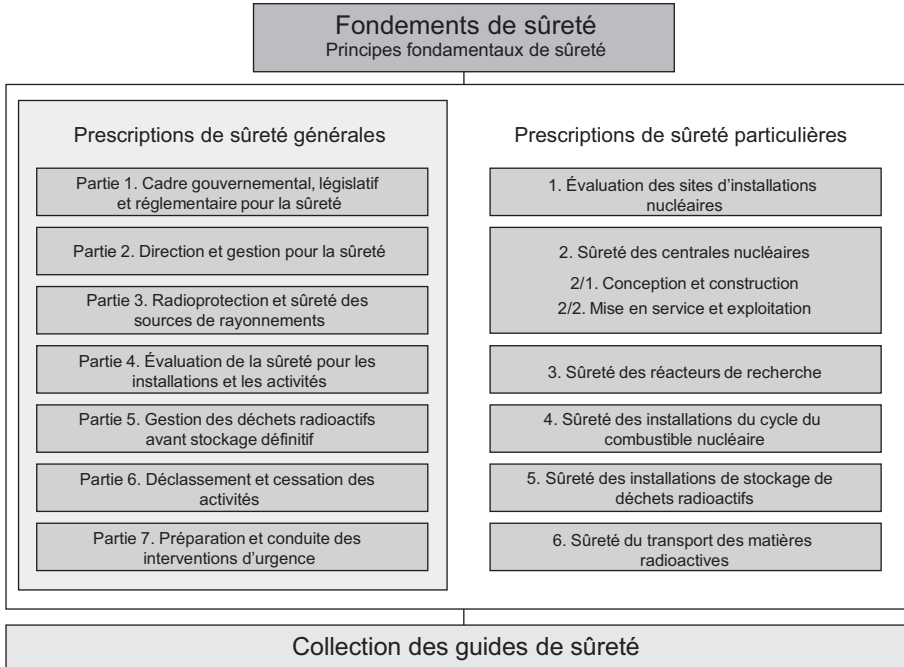 Fondements de sûreté
Principes fondamentaux de sûreté
Prescriptions de sûreté générales
Partie 1. Cadre gouvernemental, législatif
et réglementaire pour la sûreté
Partie 2. Direction et gestion pour la sûreté
Partie 3. Radioprotection et sûreté des
sources de rayonnements
Partie 4. Évaluation de la sûreté pour les
installations et les activités
Partie 5. Gestion des déchets radioactifs
avant stockage définitif
Partie 6. Déclassement et cessation des
activités
Partie 7. Préparation et conduite des
interventions d'urgence
Prescriptions de sûreté particulières
1. Évaluation des sites d'installations
nucléaires
2. Sûreté des centrales nucléaires
2/1. Conception et construction
2/2. Mise en service et exploitation
3. Sûreté des réacteurs de recherche
4. Sûreté des installations du cycle du
combustible nucléaire
5. Sûreté des installations de stockage de
déchets radioactifs
6. Sûreté du transport des matières
radioactives
Collection des guides de sûreté